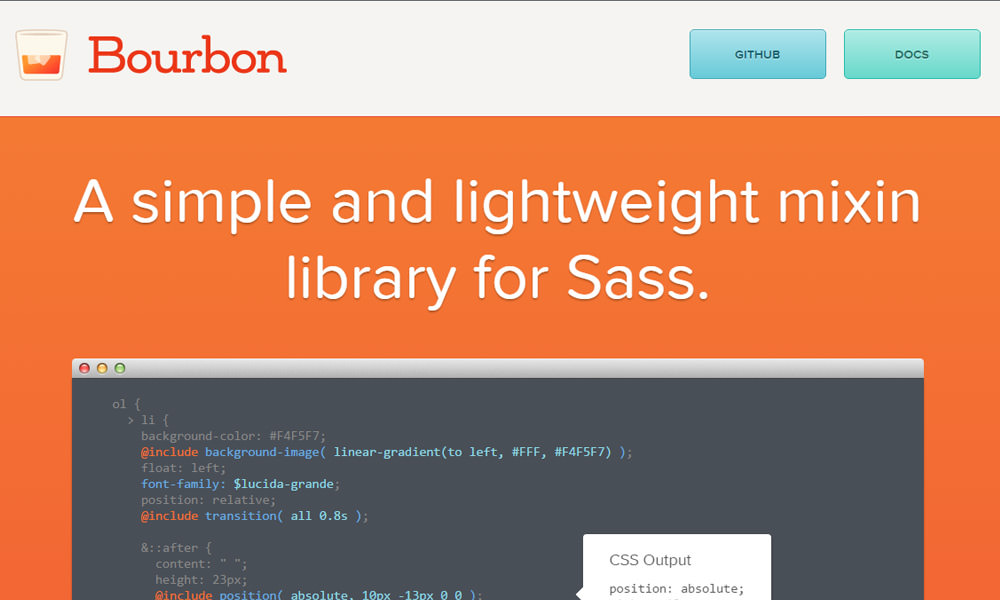 Bourbon
GITHUB
DOCS
A simple and lightweight mixin
library for Sass.
ol {
> li {
background-color: #F4F5F7;
@include background-image( linear-gradient(to left, #FFF, #F4F5F7) );
float: left;
font-family: $lucida-grande;
position: relative;
@include transition( all 0.8s );
&::after {
content: " ";
height: 23px;
@include position( absolute, 10px -13px 0 0 );
CSS Output
position: absolute;